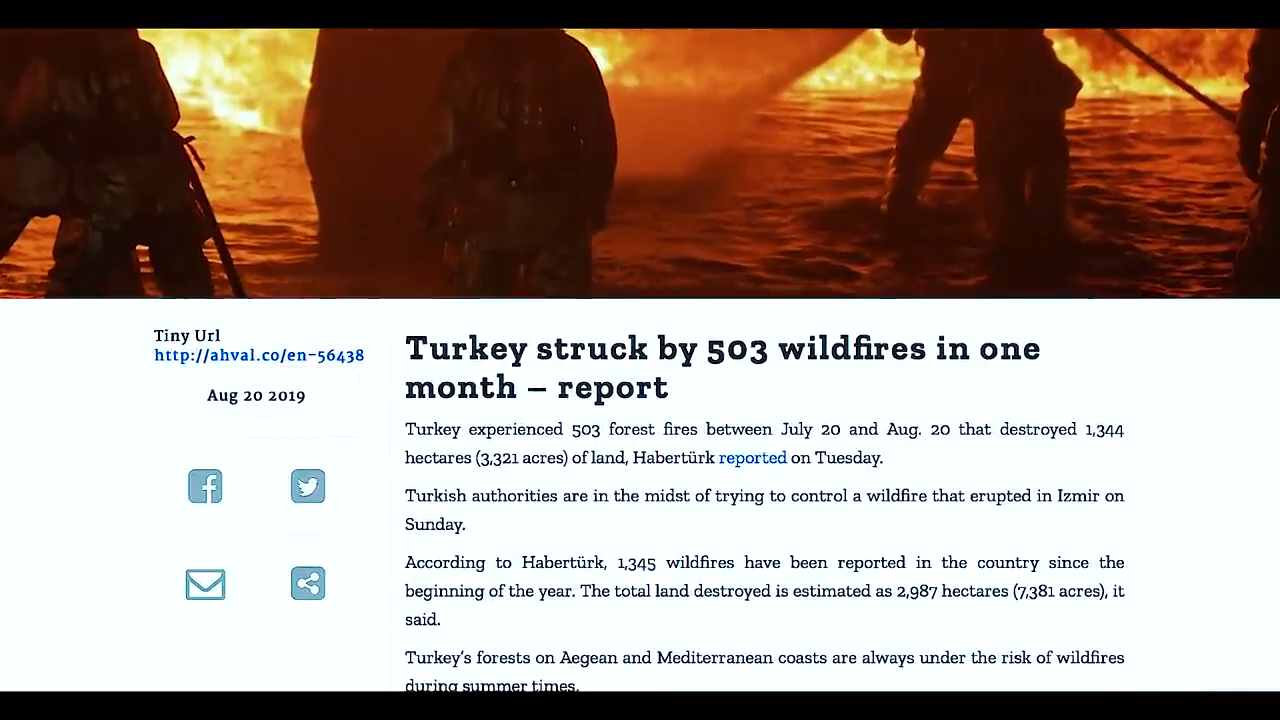 Tiny Url
http://ahval.co/en-56438
Aug 20 2019
Turkey struck by 503 wildfires in one
month – report
Turkey experienced 503 forest fires between July 20 and Aug. 20 that destroyed 1,344
hectares (3,321 acres) of land, Habertürk reported on Tuesday.
Turkish authorities are in the midst of trying to control a wildfire that erupted in Izmir on
Sunday.
According to Habertürk, 1,345 wildfires have been reported in the country since the
beginning of the year. The total land destroyed is estimated as 2,987 hectares (7,381 acres), it
said.
Turkey's forests on Aegean and Mediterranean coasts are always under the risk of wildfires
during summer times.